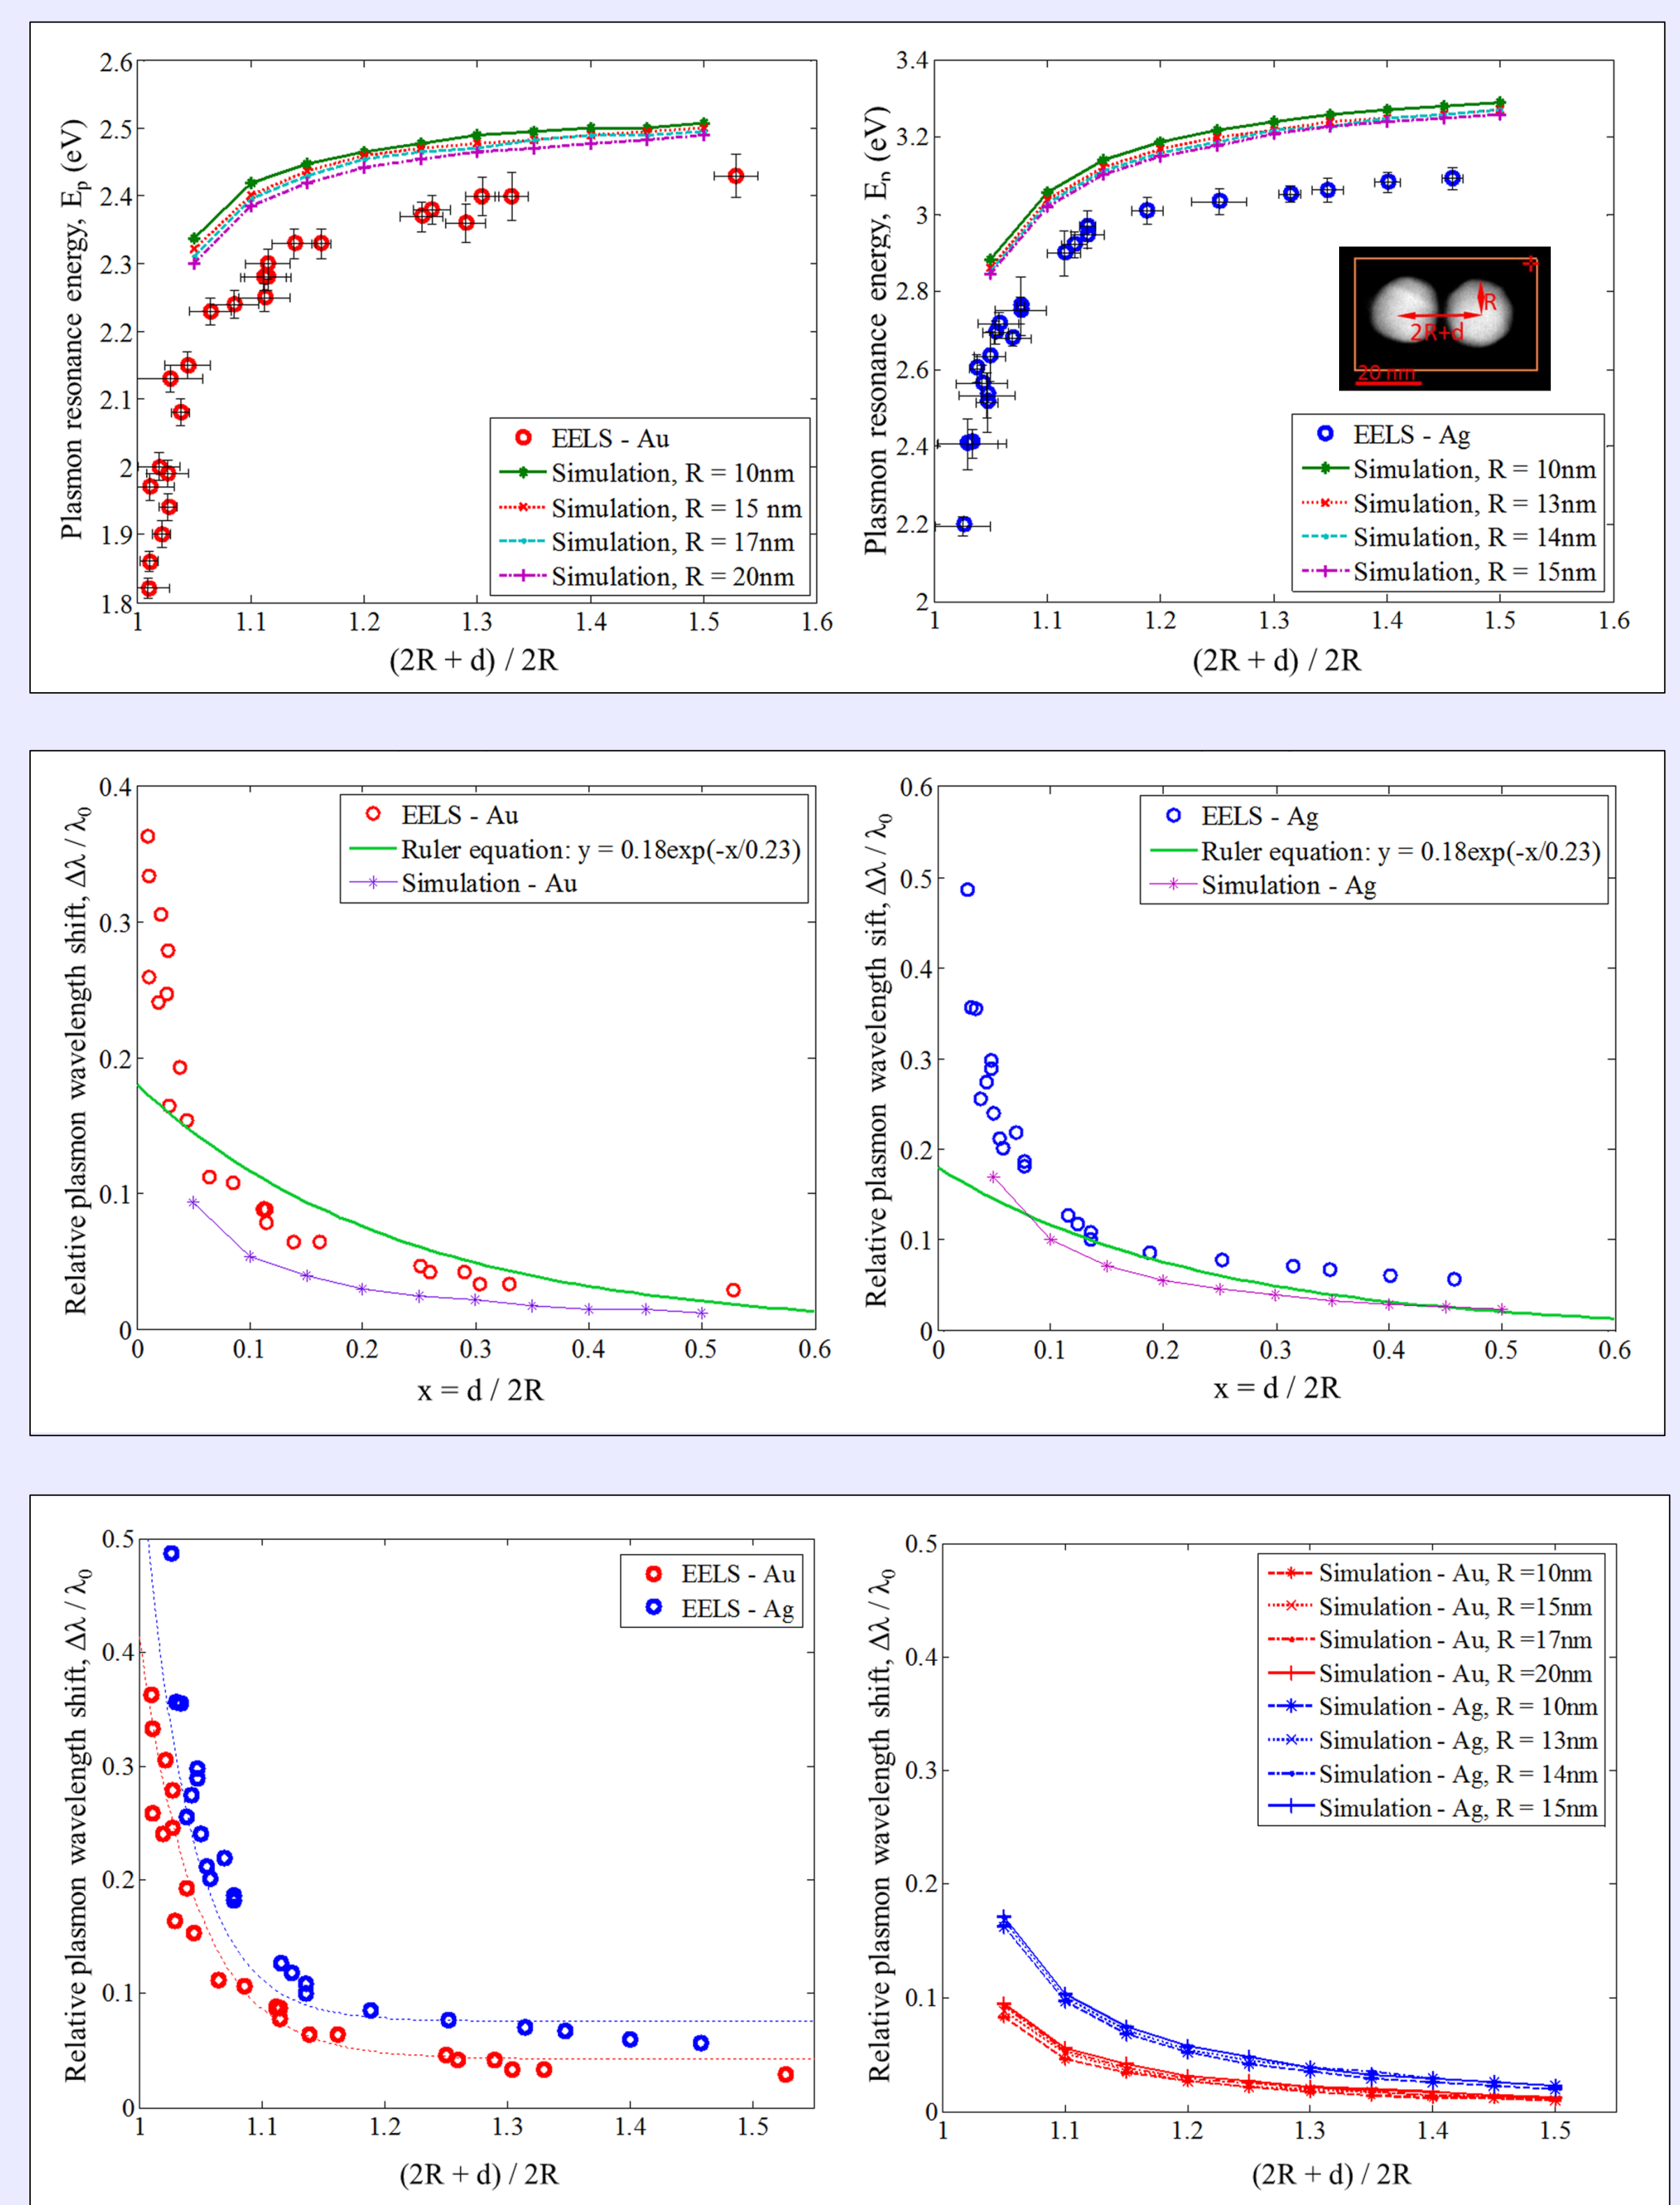 2.6
2.5
2.4
2.3
2.2
2.1
2
1.9
1.8
1
1.1
1.2
1.3
1.4
1.5
1.6
Plasmon resonance energy, Eₚ (eV)
(2R + d) / 2R
EELS - Au
Simulation, R = 10nm
Simulation, R = 15 nm
Simulation, R = 17nm
Simulation, R = 20nm
3.4
3.2
3
2.8
2.6
2.4
2.2
2
1
1.1
1.2
1.3
1.4
1.5
1.6
Plasmon resonance energy, Eₙ (eV)
(2R + d) / 2R
R
2R+d
20 nm
EELS - Ag
Simulation, R = 10nm
Simulation, R = 13nm
Simulation, R = 14nm
Simulation, R = 15nm
0.4
0.3
0.2
0.1
0
0
0.1
0.2
0.3
0.4
0.5
0.6
Relative plasmon wavelength shift, Δλ / λ₀
x = d / 2R
EELS - Au
Ruler equation: y = 0.18exp(-x/0.23)
Simulation - Au
0.6
0.5
0.4
0.3
0.2
0.1
0
0
0.1
0.2
0.3
0.4
0.5
0.6
Relative plasmon wavelength sift, Δλ / λ₀
x = d / 2R
EELS - Ag
Ruler equation: y = 0.18exp(-x/0.23)
Simulation - Ag
0.5
0.4
0.3
0.2
0.1
0
1
1.1
1.2
1.3
1.4
1.5
Relative plasmon wavelength shift, Δλ / λ₀
(2R + d) / 2R
EELS - Au
EELS - Ag
0.5
0.4
0.3
0.2
0.1
0
1
1.1
1.2
1.3
1.4
1.5
Relative plasmon wavelength shift, Δλ / λ₀
(2R + d) / 2R
Simulation - Au, R =10nm
Simulation - Au, R =15nm
Simulation - Au, R =17nm
Simulation - Au, R =20nm
Simulation - Ag, R = 10nm
Simulation - Ag, R = 13nm
Simulation - Ag, R = 14nm
Simulation - Ag, R = 15nm